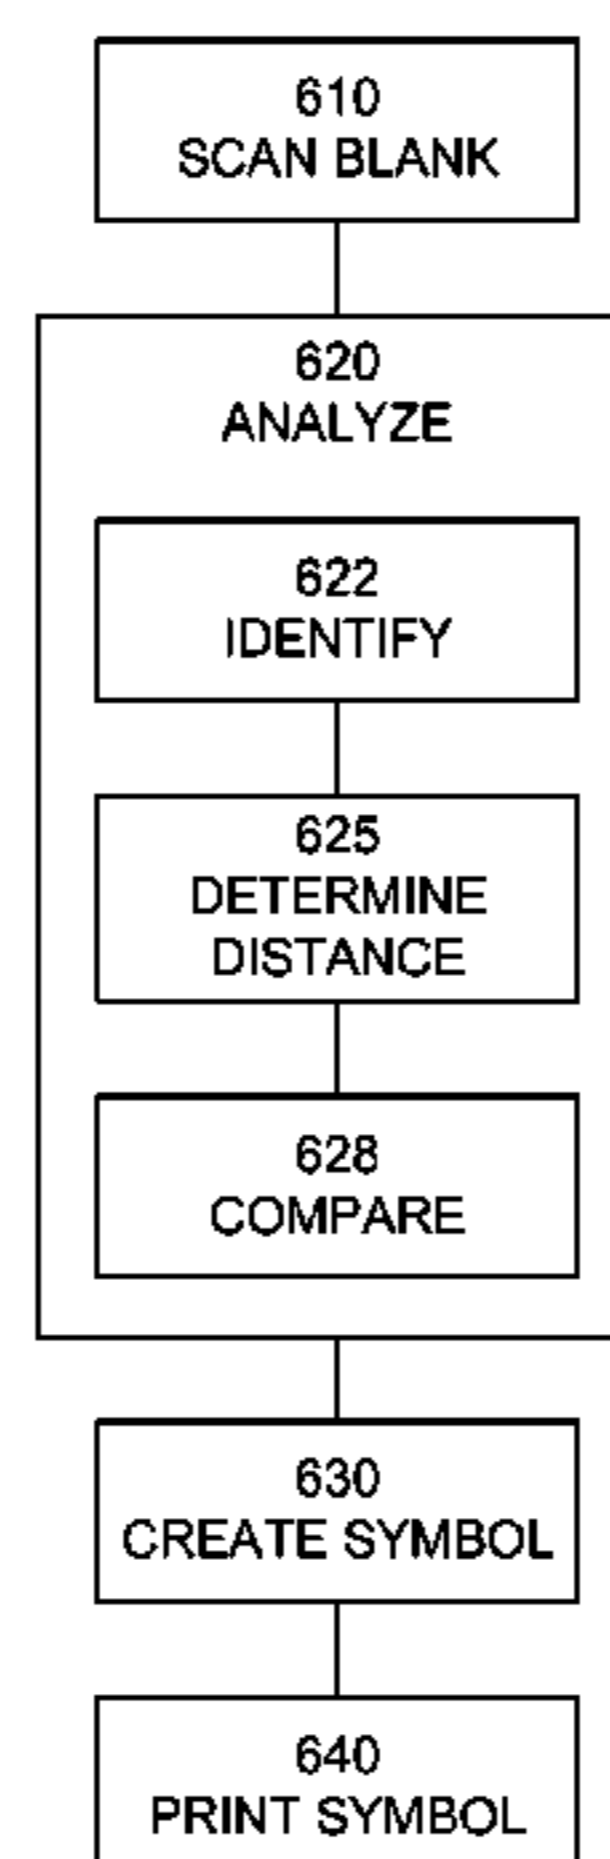 610
SCAN BLANK
620
ANALYZE
622
IDENTIFY
625
DETERMINE
DISTANCE
628
COMPARE
630
CREATE SYMBOL
640
PRINT SYMBOL